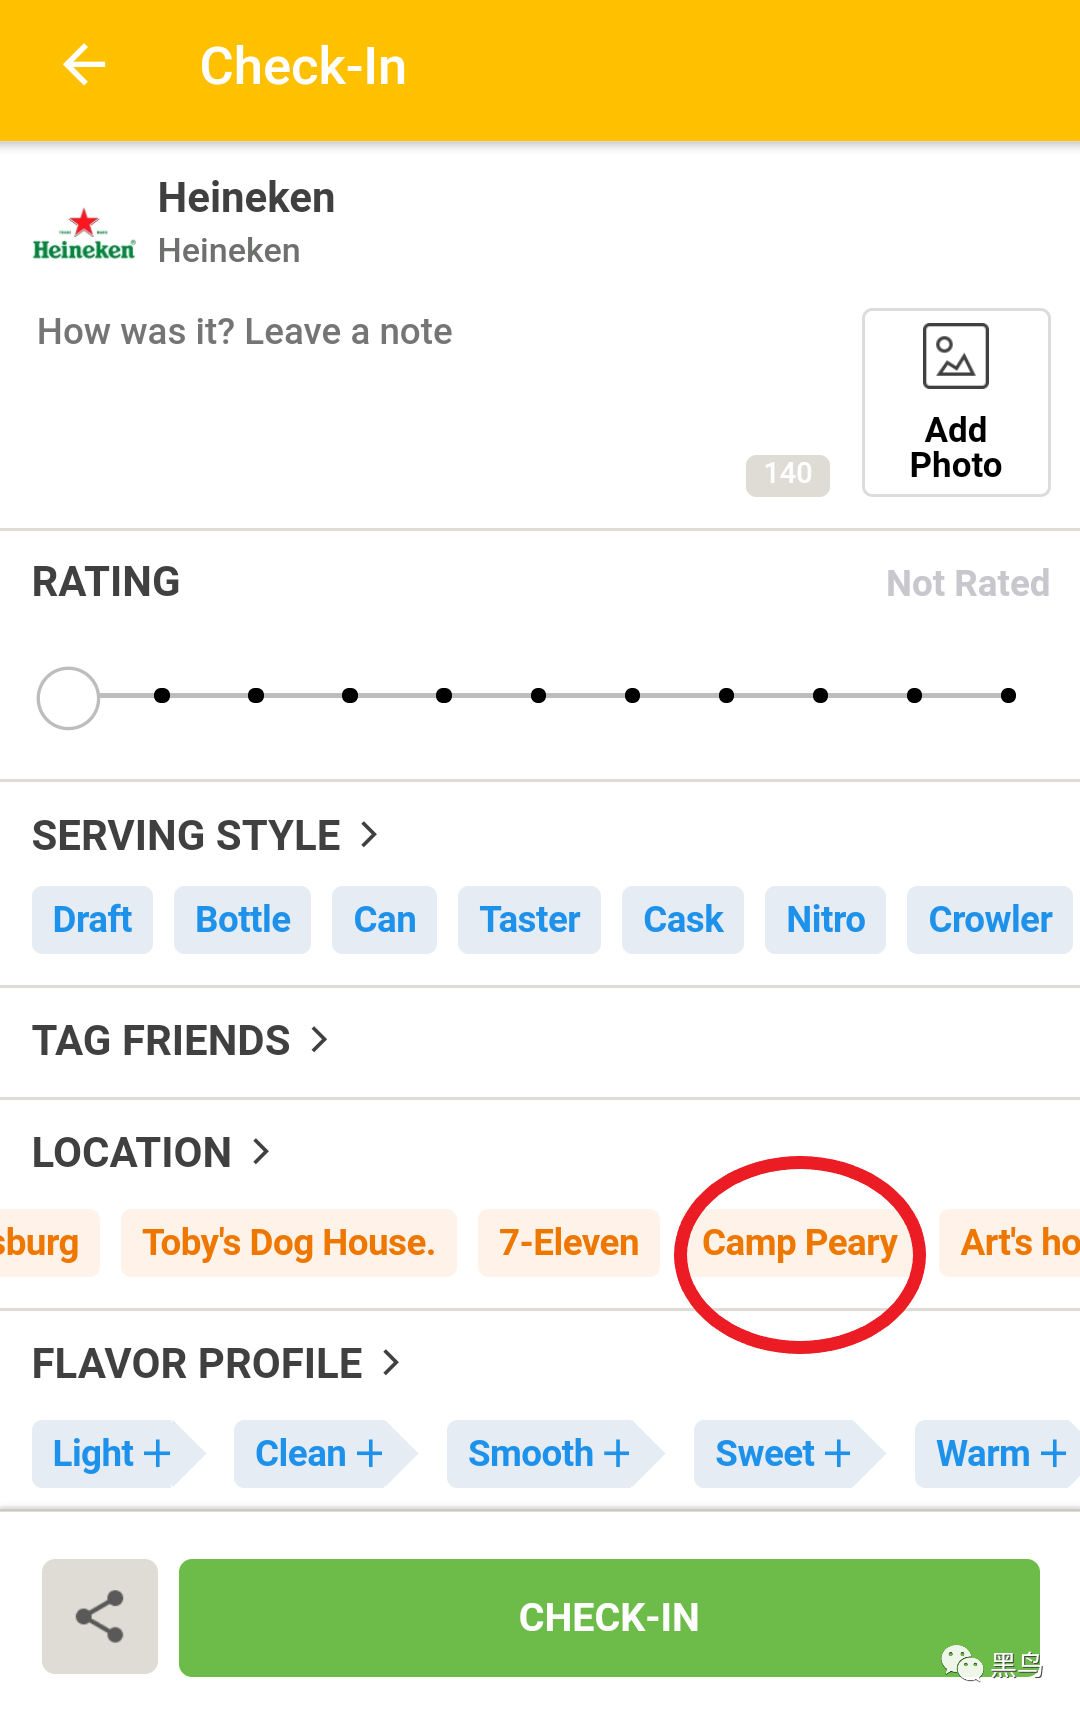 Check-In
Heineken
Heineken
Heineken
How was it? Leave a note
Add
Photo
140
RATING
Not Rated
SERVING STYLE
Draft Bottle Can Taster Cask Nitro Crowler
TAG FRIENDS
LOCATION
sburg Toby's Dog House. 7-Eleven Camp Peary Art's ho
FLAVOR PROFILE
Light + Clean + Smooth + Sweet + Warm +
CHECK-IN
黑鸟